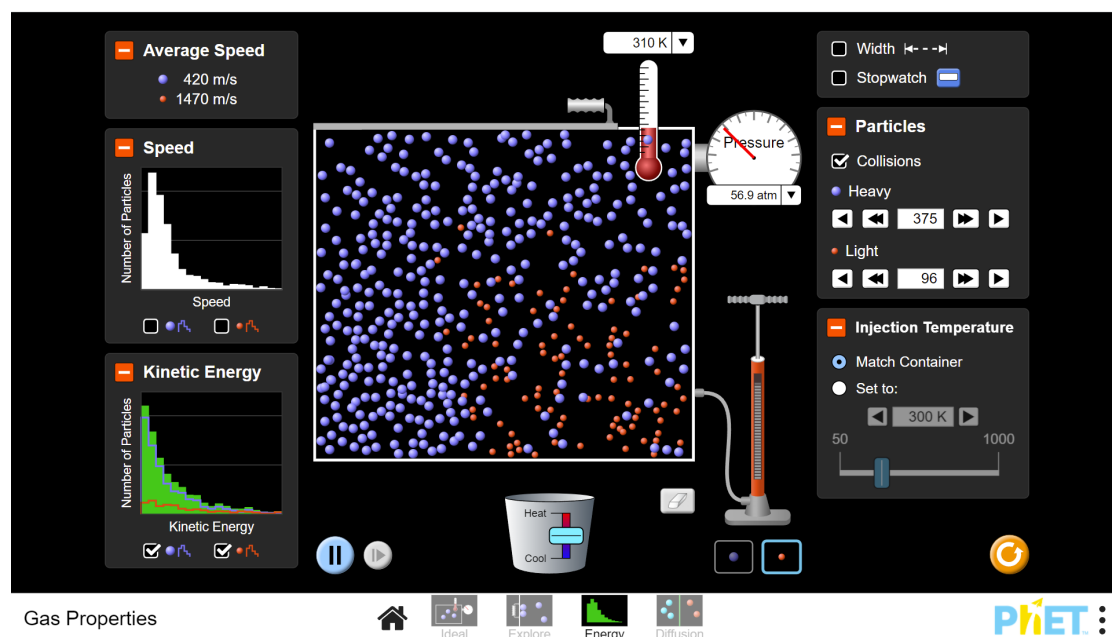 Average Speed
420 m/s
1470 m/s
Speed
Number of Particles
Speed
Kinetic Energy
Number of Particles
Kinetic Energy
310 K
Pressure
56.9 atm
Heat
Cool
Width
Stopwatch
Particles
Collisions
Heavy
375
Light
96
Injection Temperature
Match Container
Set to:
300 K
50 1000
Gas Properties
Ideal Explore Energy Diffusion
PhET